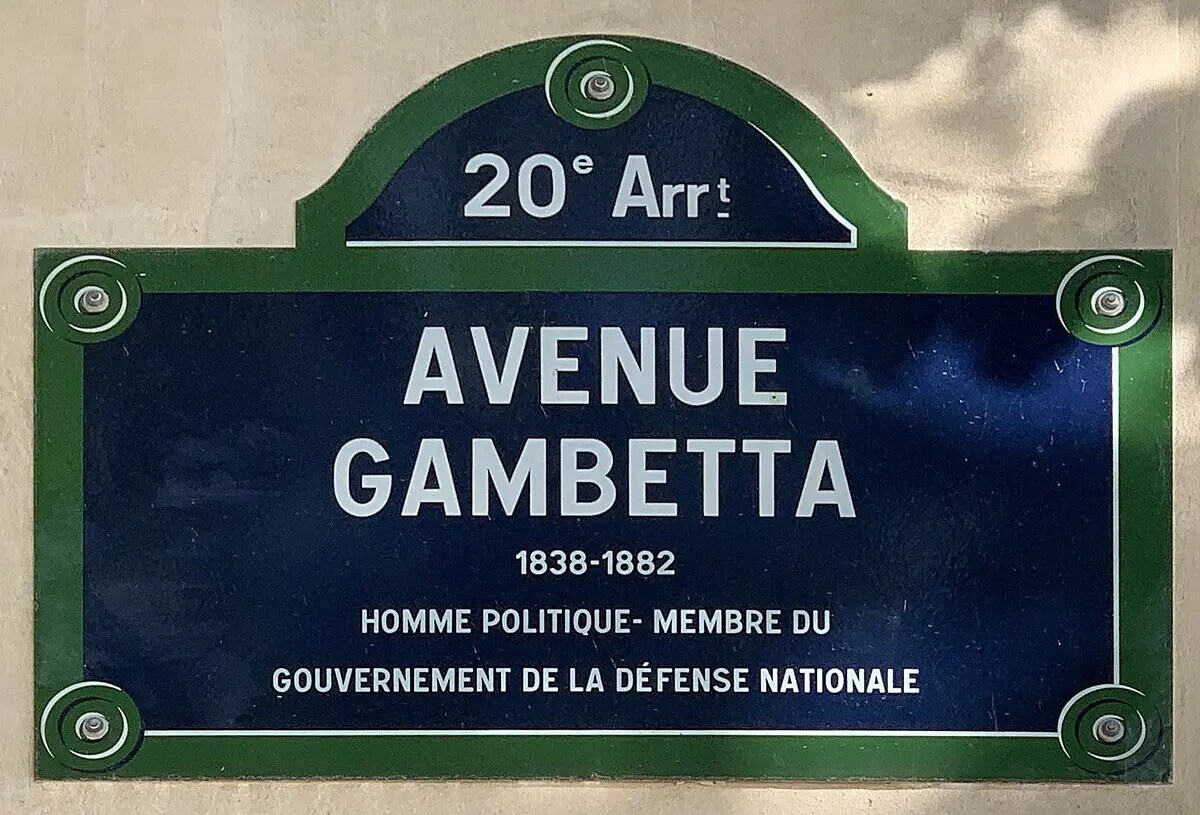 20e Arrt
AVENUE
GAMBETTA
1838-1882
HOMME POLITIQUE- MEMBRE DU
GOUVERNEMENT DE LA DÉFENSE NATIONALE